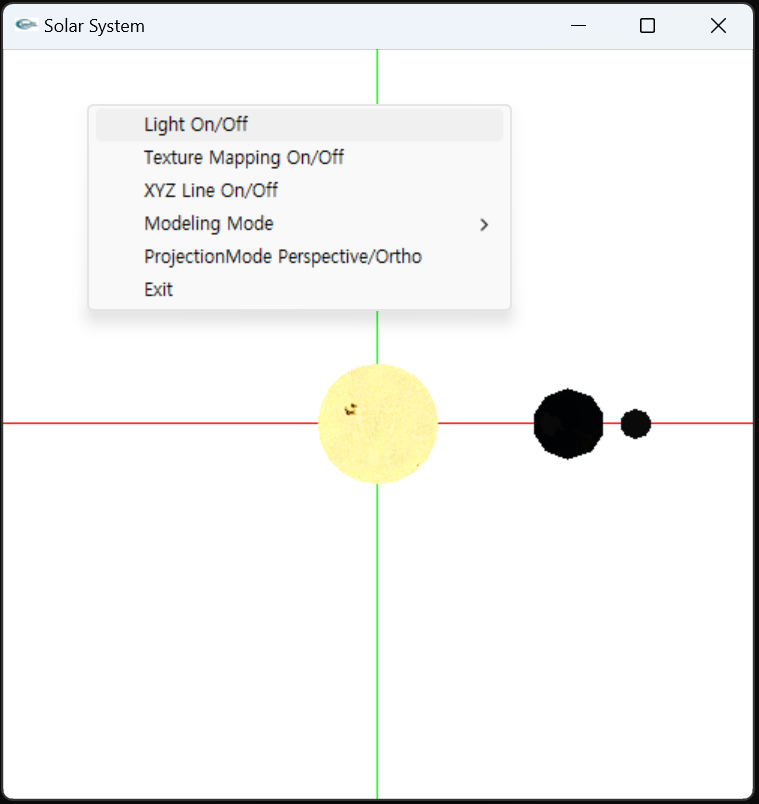 Solar System
Light On/Off
Texture Mapping On/Off
XYZ Line On/Off
Modeling Mode
ProjectionMode Perspective/Ortho
Exit